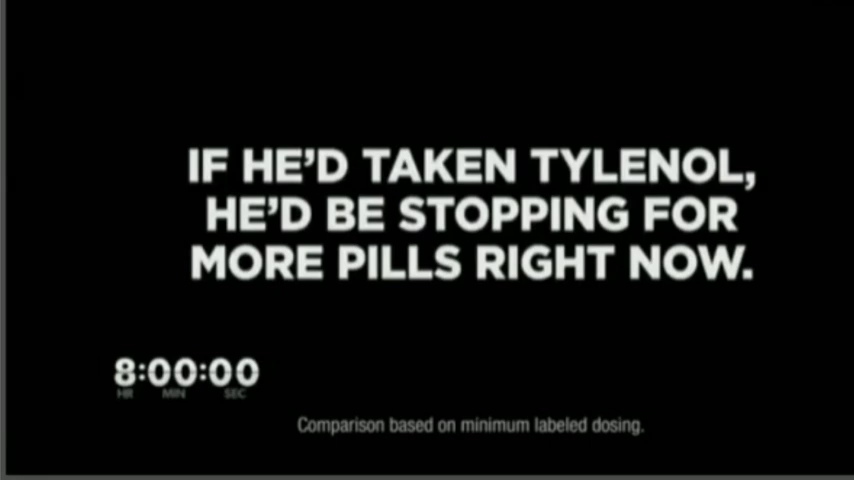 IF HE'D TAKEN TYLENOL,
HE'D BE STOPPING FOR
MORE PILLS RIGHT NOW.
8:00:00
HR MIN SEC
Comparison based on minimum labeled dosing.